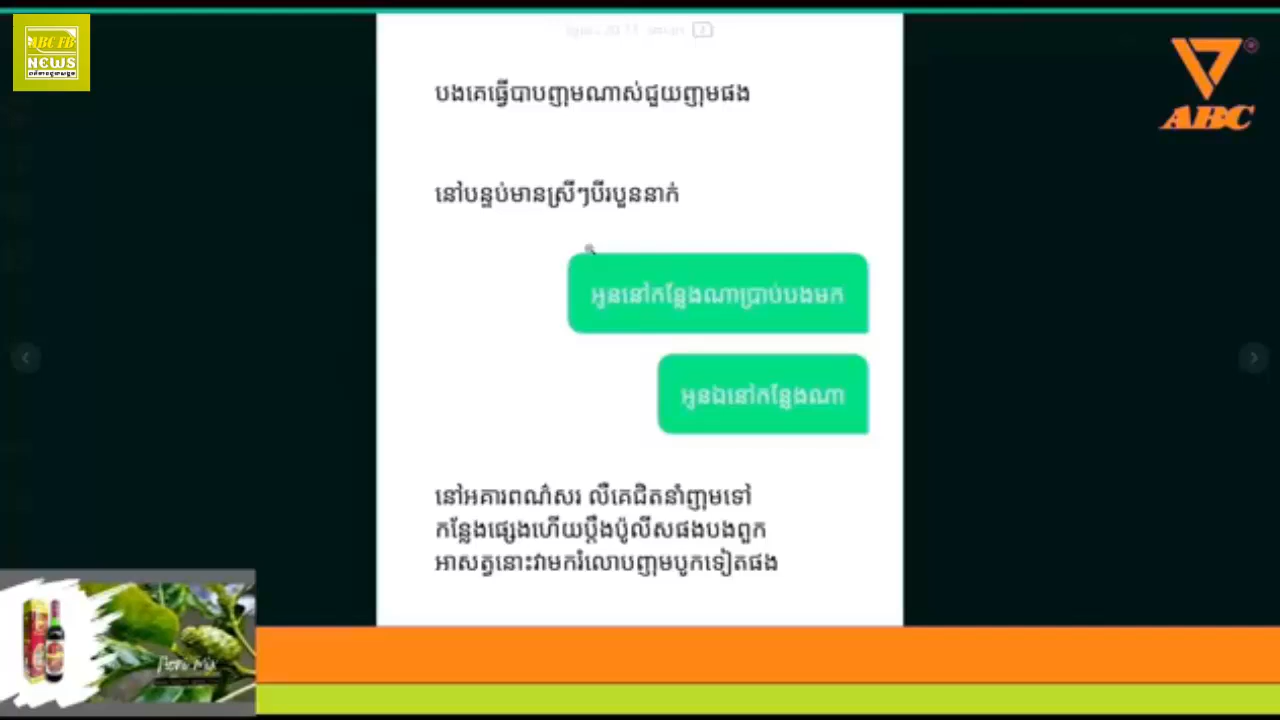 ABC FB
NEWS
ABC
បងគេធ្វើបាបញុមណាស់ជួយញុមផង
នៅបន្ទប់មានស្រីៗបីរបួននាក់
អូននៅកន្លែងណាប្រាប់បងមក
អូនឯនៅកន្លែងណា
នៅអគារពណ៌សរ លឺគេជិតនាំញុមទៅ
កន្លែងផ្សេងហើយប្ដឹងប៉ូលីសផងបងពួក
អាសត្វនោះវាមករំលោបញុមបូកទៀតផង
Noni Mix